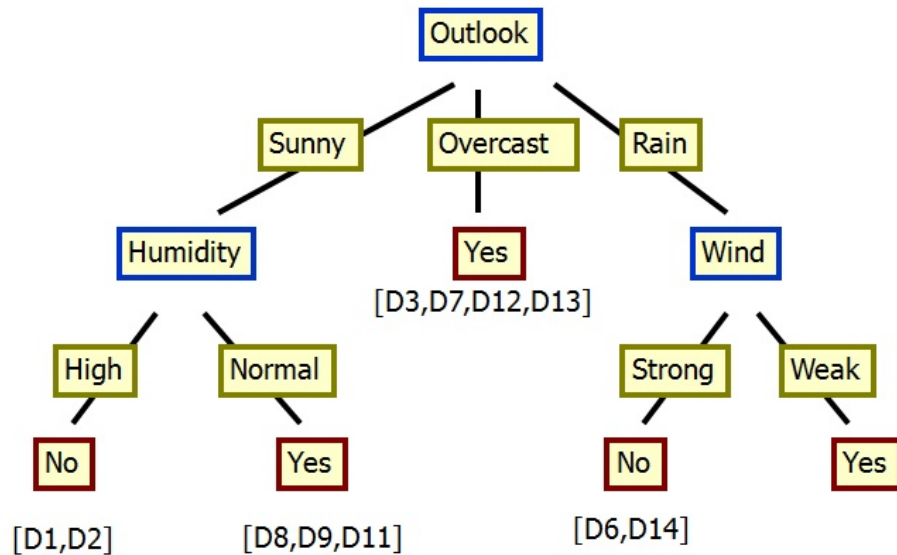 Outlook
Sunny
Overcast
Rain
Humidity
Yes
Wind
[D3,D7,D12,D13]
High
Normal
Strong
Weak
No
Yes
No
Yes
[D1,D2]
[D8,D9,D11]
[D6,D14]